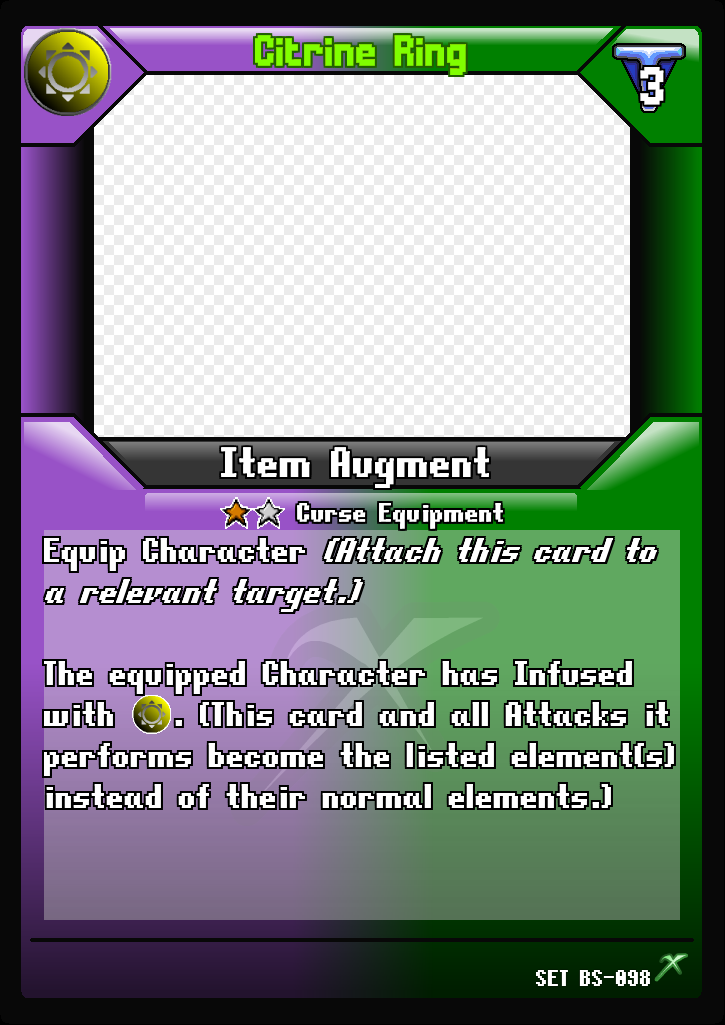 Citrine Ring
3
Item Augment
Curse Equipment
Equip Character (Attach this card to
a relevant target.)
The equipped Character has Infused
with . (This card and all Attacks it
performs become the listed element(s)
instead of their normal elements.)
SET BS-098